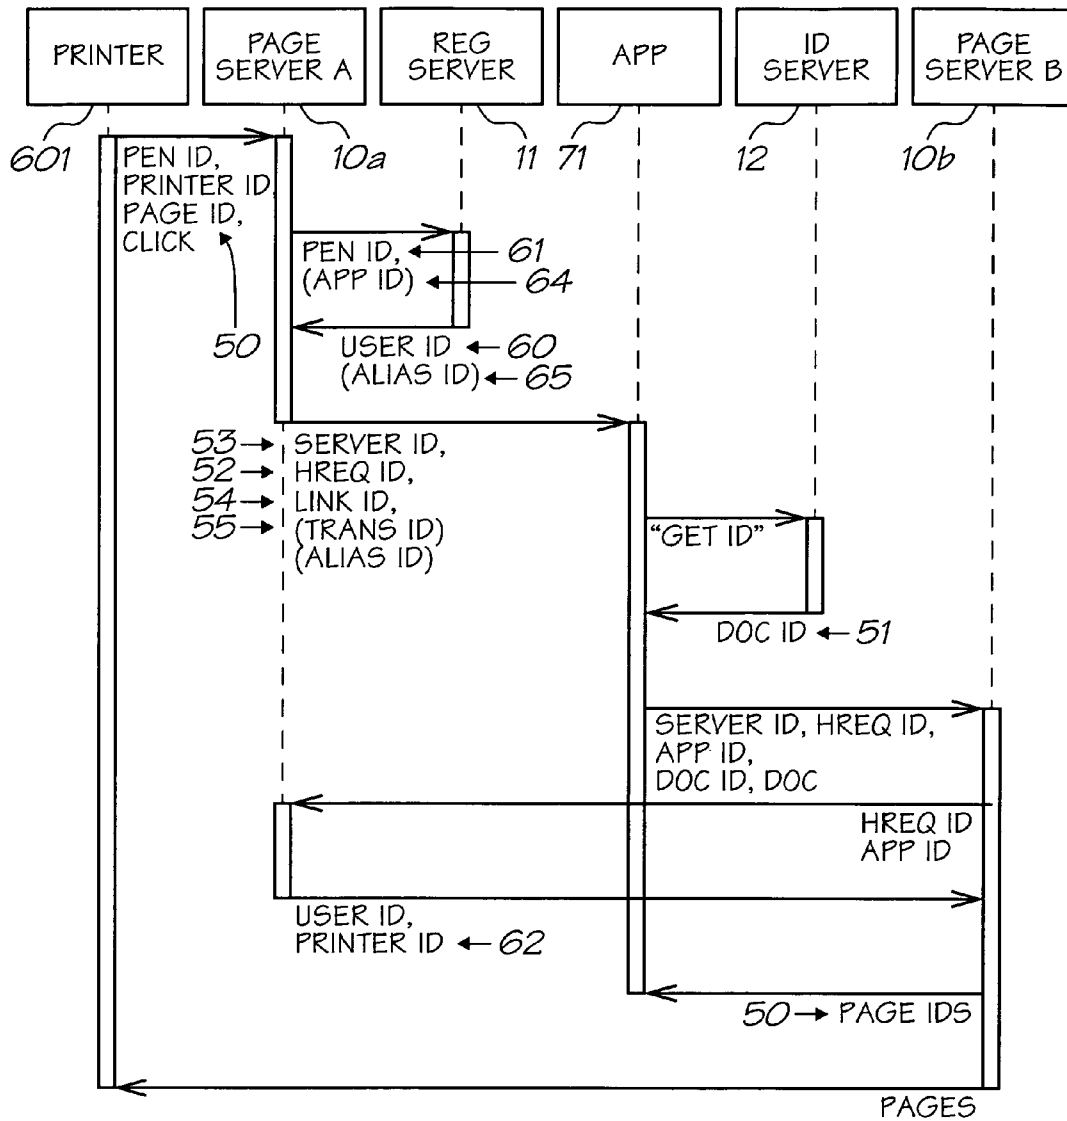 PRINTER
PAGE
SERVER A
REG
SERVER
APP
ID
SERVER
PAGE
SERVER B
601
10a
11
71
12
10b
PEN ID,
PRINTER ID
PAGE ID,
CLICK
50
PEN ID, 61
(APP ID) 64
USER ID 60
(ALIAS ID) 65
53 SERVER ID,
52 HREQ ID,
54 LINK ID,
55 (TRANS ID)
(ALIAS ID)
"GET ID"
DOC ID 51
SERVER ID, HREQ ID,
APP ID,
DOC ID, DOC
HREQ ID
APP ID
USER ID,
PRINTER ID 62
50 PAGE IDS
PAGES